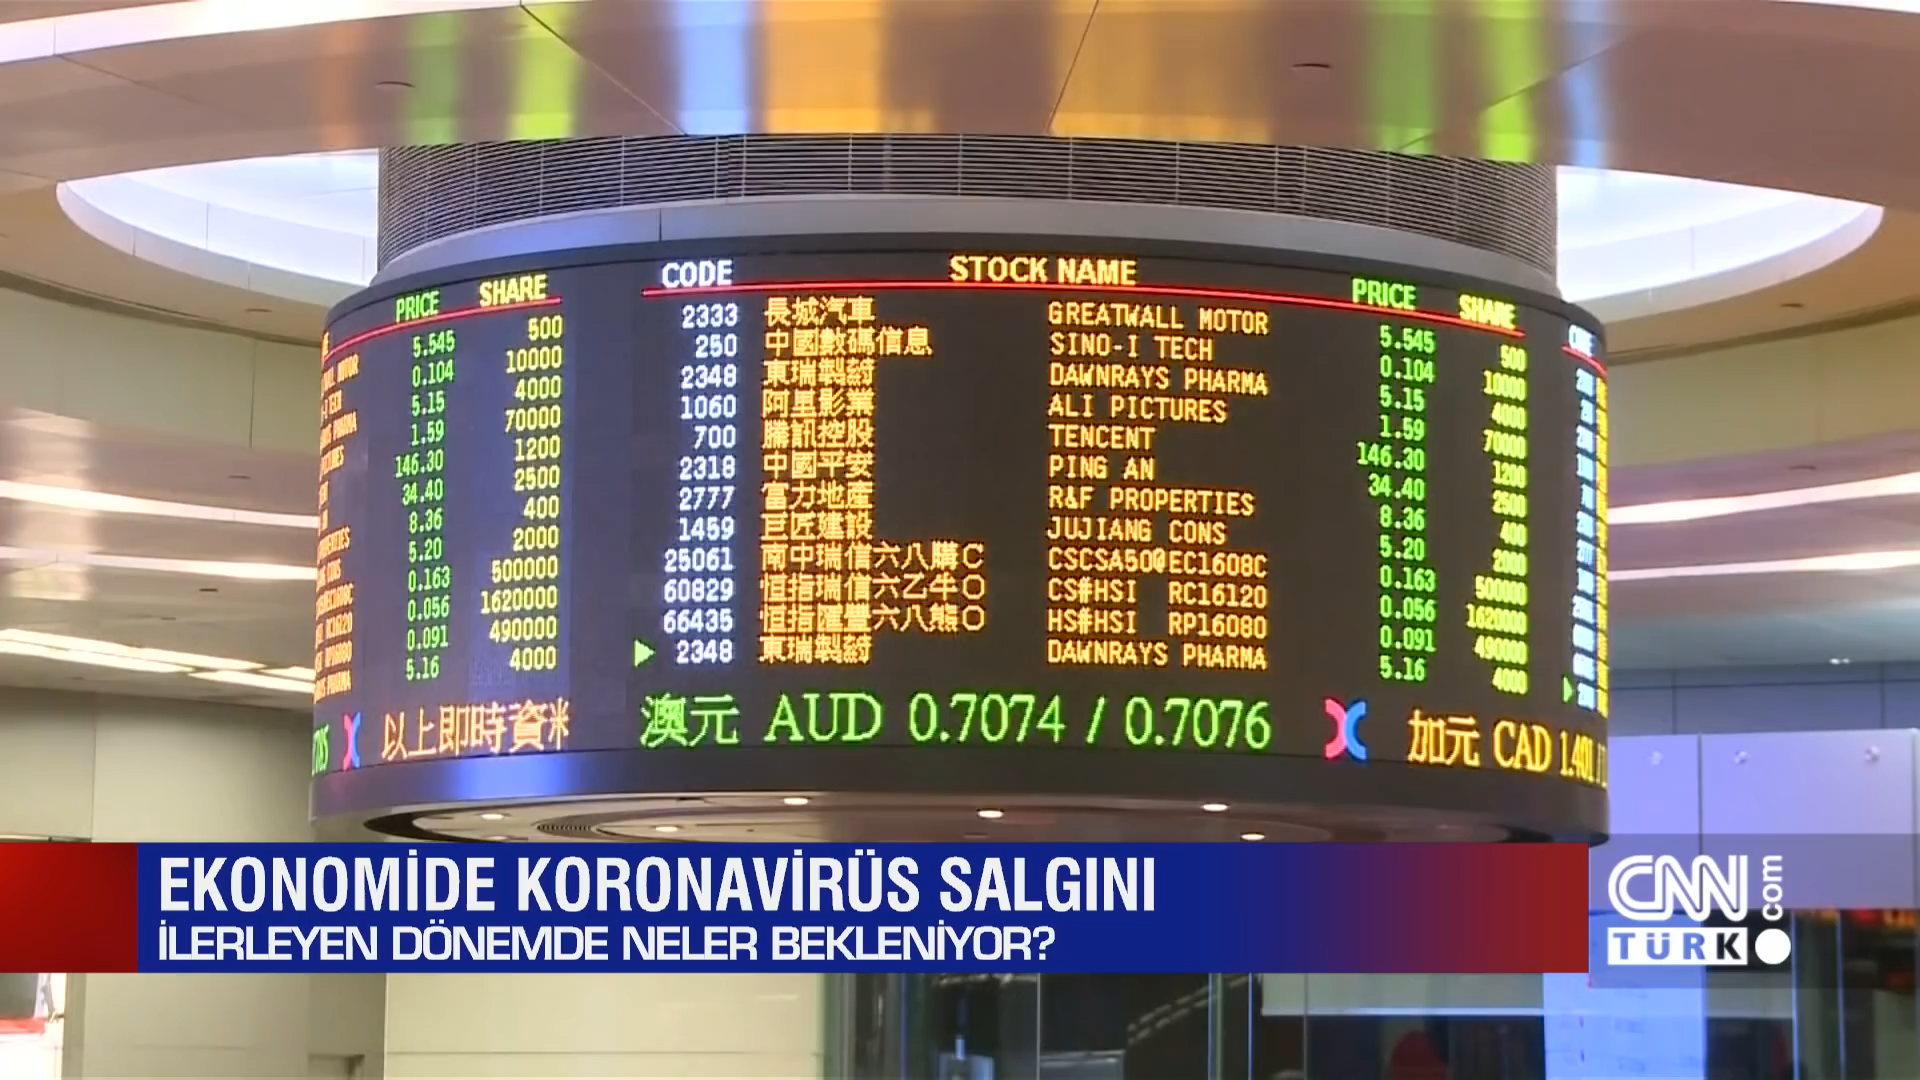 PRICE SHARE
5.545 500
0.104 10000
5.15 4000
1.59 70000
146.30 1200
34.40 2500
8.36 400
5.20 2000
0.163 500000
0.056 1620000
0.091 490000
5.16 4000
CODE STOCK NAME PRICE SHARE
2333 長城汽車 GREATWALL MOTOR 5.545 500
250 中國數碼信息 SINO-I TECH 0.104 10000
2348 東瑞製葯 DAWNRAYS PHARMA 5.15 4000
1060 阿里影業 ALI PICTURES 1.59 70000
700 騰訊控股 TENCENT 146.30 1200
2318 中國平安 PING AN 34.40 2500
2777 富力地產 R&F PROPERTIES 8.36 400
1459 巨匠建設 JUJIANG CONS 5.20 2000
25061 南中瑞信六八購C CSCSA50@EC1608C 0.163 500000
60829 恒指瑞信六乙牛O CS#HSI RC16120 0.056 1620000
66435 恒指匯豐六八熊O HS#HSI RP16080 0.091 490000
2348 東瑞製葯 DAWNRAYS PHARMA 5.16 4000
以上即時資料 澳元 AUD 0.7074 / 0.7076 加元 CAD 1.401 /
EKONOMİDE KORONAVİRÜS SALGINI
İLERLEYEN DÖNEMDE NELER BEKLENİYOR?
CNN TÜRK .com